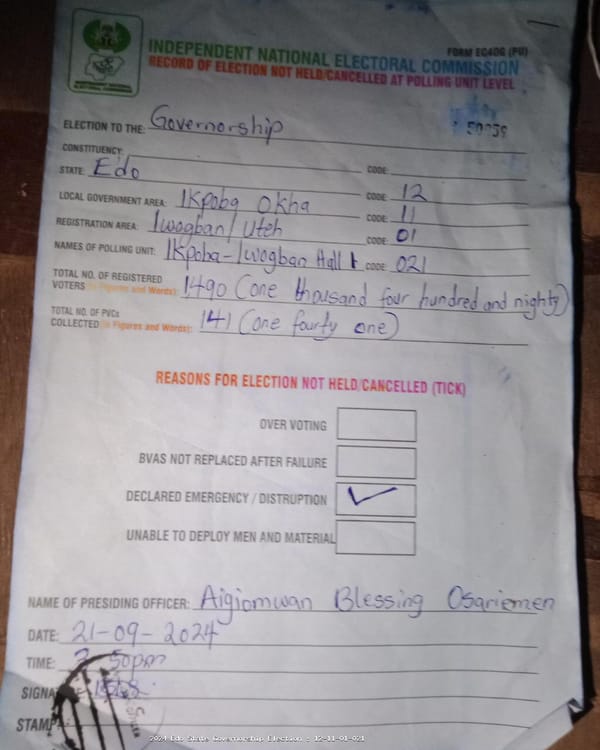 FORM EC40G (PU)
INDEPENDENT NATIONAL ELECTORAL COMMISSION
RECORD OF ELECTION NOT HELD/CANCELLED AT POLLING UNIT LEVEL
ELECTION TO THE: Governorship
CONSTITUENCY: CODE:
STATE: Edo CODE: 12
LOCAL GOVERNMENT AREA: Ikpoba Okha CODE: 11
REGISTRATION AREA: Iwogban/Uteh CODE: 01
NAMES OF POLLING UNIT: Ikpoba-Iwogban Hall I CODE: 021
TOTAL NO. OF REGISTERED
VOTERS (In Figures and Words): 1490 (one thousand four hundred and nighty)
TOTAL NO. OF PVCs
COLLECTED (In Figures and Words): 141 (one fourty one)
REASONS FOR ELECTION NOT HELD/CANCELLED (TICK)
OVER VOTING
BVAS NOT REPLACED AFTER FAILURE
DECLARED EMERGENCY / DISTRUPTION ✓
UNABLE TO DEPLOY MEN AND MATERIAL
NAME OF PRESIDING OFFICER: Aigiomwan Blessing Osariemen
DATE: 21-09-2024
TIME: 50pm
STAMP
2024 Edo State Governorship Election - 12-11-01-021